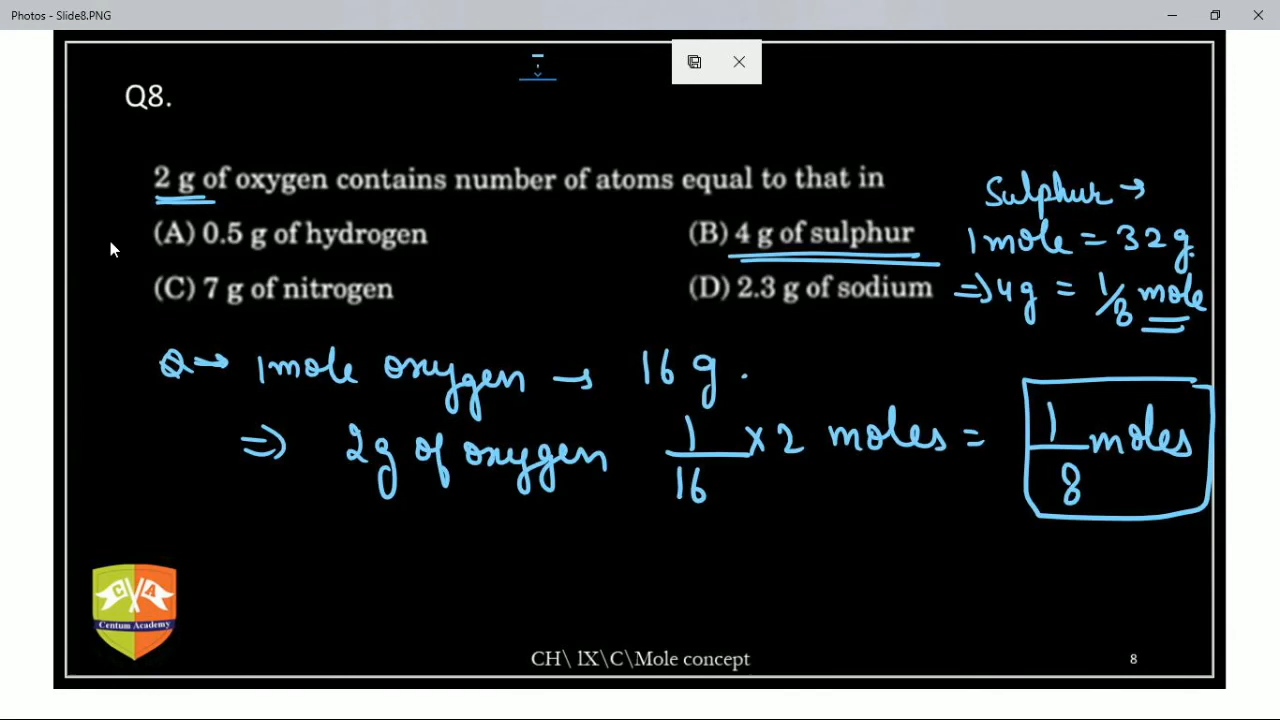 Photos - Slide8.PNG
Q8.
2 g of oxygen contains number of atoms equal to that in
(A) 0.5 g of hydrogen
(B) 4 g of sulphur
(C) 7 g of nitrogen
(D) 2.3 g of sodium
Sulphur →
1 mole = 32 g.
⇒ 4g = 1/8 mole
Q → 1 mole oxygen → 16 g.
⇒ 2g of oxygen 1/16 × 2 moles = 1/8 moles
C A
Centum Academy
CH\ lX\C\Mole concept
8